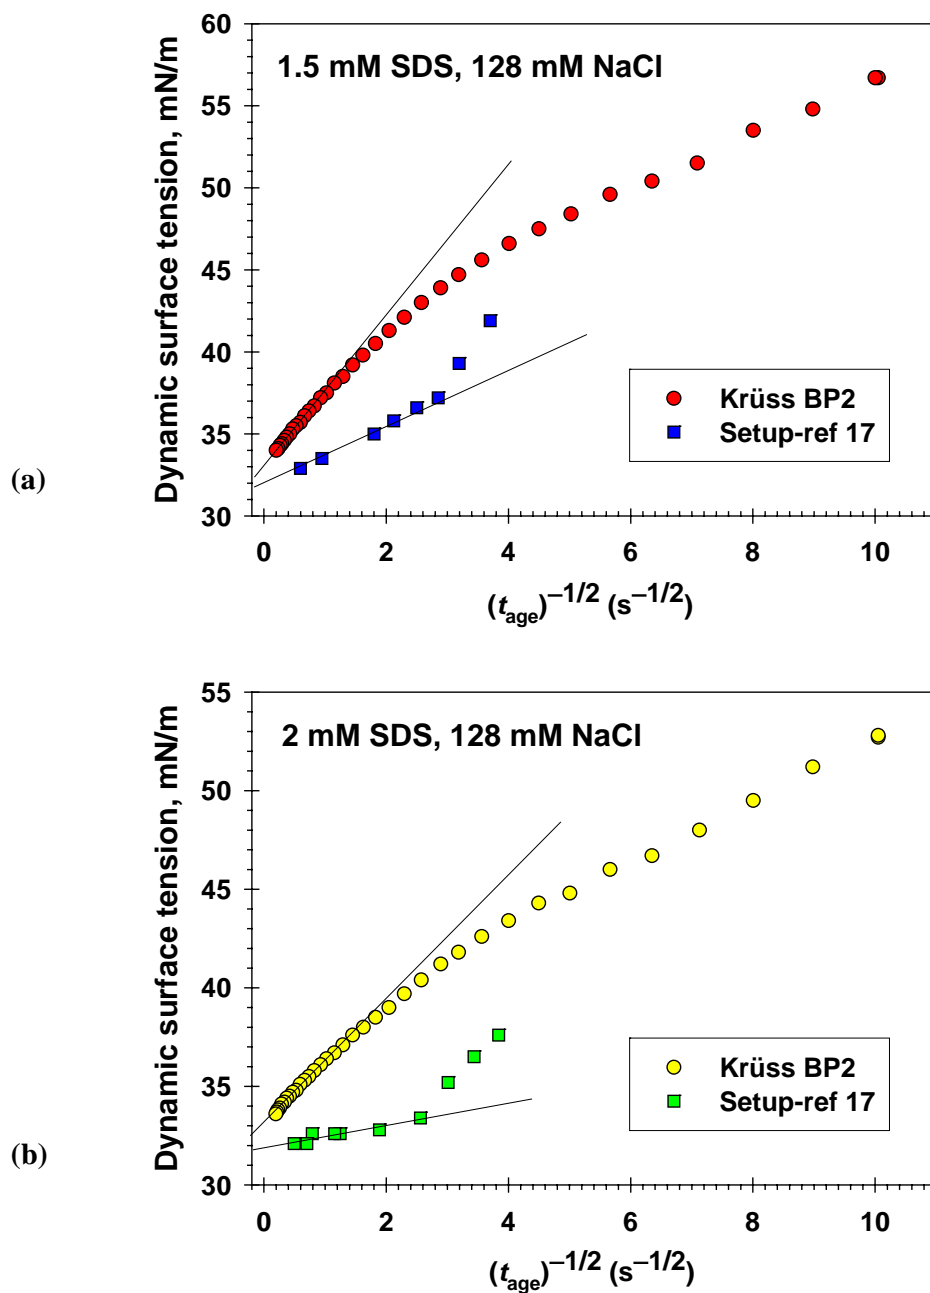 60
55
50
45
40
35
30
Dynamic surface tension, mN/m
1.5 mM SDS, 128 mM NaCl
Krüss BP2
Setup-ref 17
(a)
0 2 4 6 8 10
(t_age)^–1/2 (s^–1/2)
55
50
45
40
35
30
Dynamic surface tension, mN/m
2 mM SDS, 128 mM NaCl
Krüss BP2
Setup-ref 17
(b)
0 2 4 6 8 10
(t_age)^–1/2 (s^–1/2)